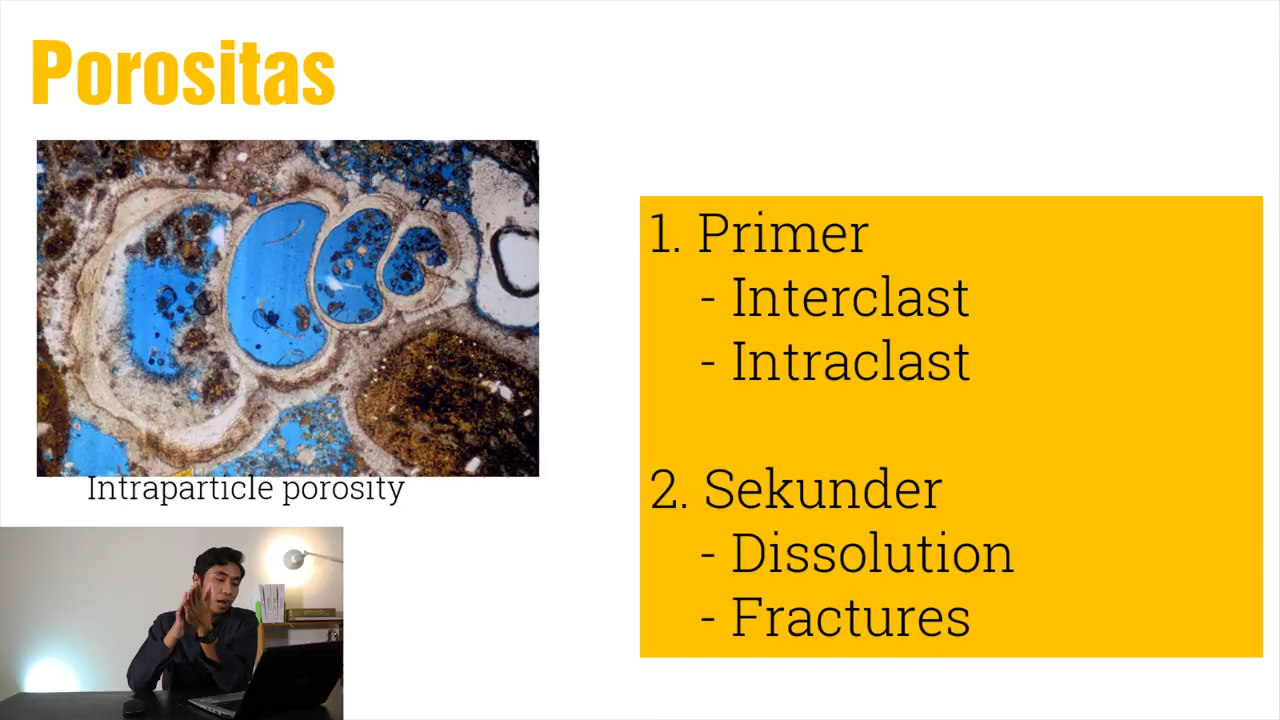 Porositas
Intraparticle porosity
1. Primer
- Interclast
- Intraclast
2. Sekunder
- Dissolution
- Fractures